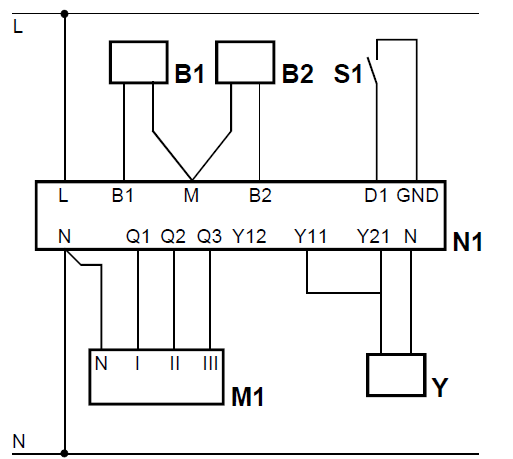 L
B1 B2 S1
L B1 M B2 D1 GND
N Q1 Q2 Q3 Y12 Y11 Y21 N N1
N I II III
Y
M1
N